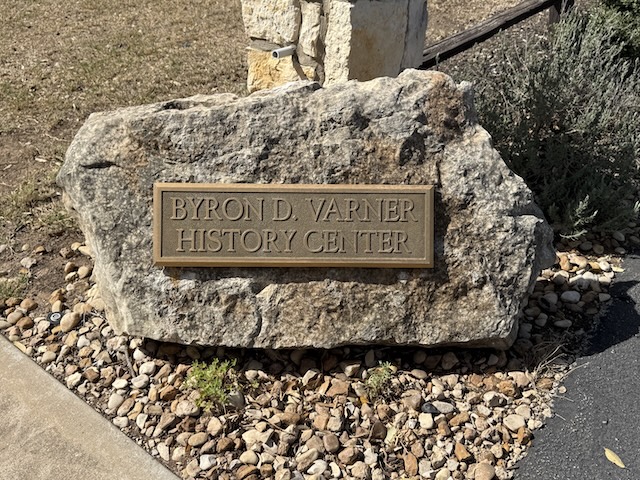 BYRON D. VARNER
HISTORY CENTER